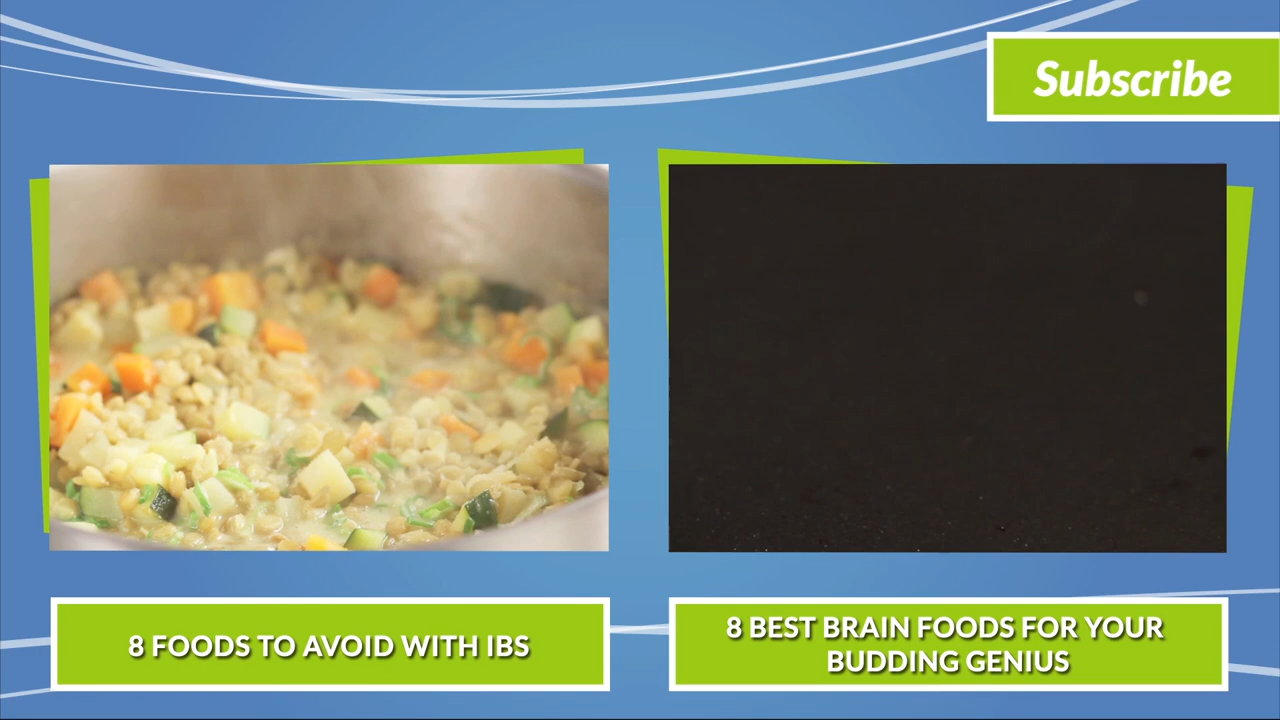 Subscribe
8 FOODS TO AVOID WITH IBS
8 BEST BRAIN FOODS FOR YOUR
BUDDING GENIUS